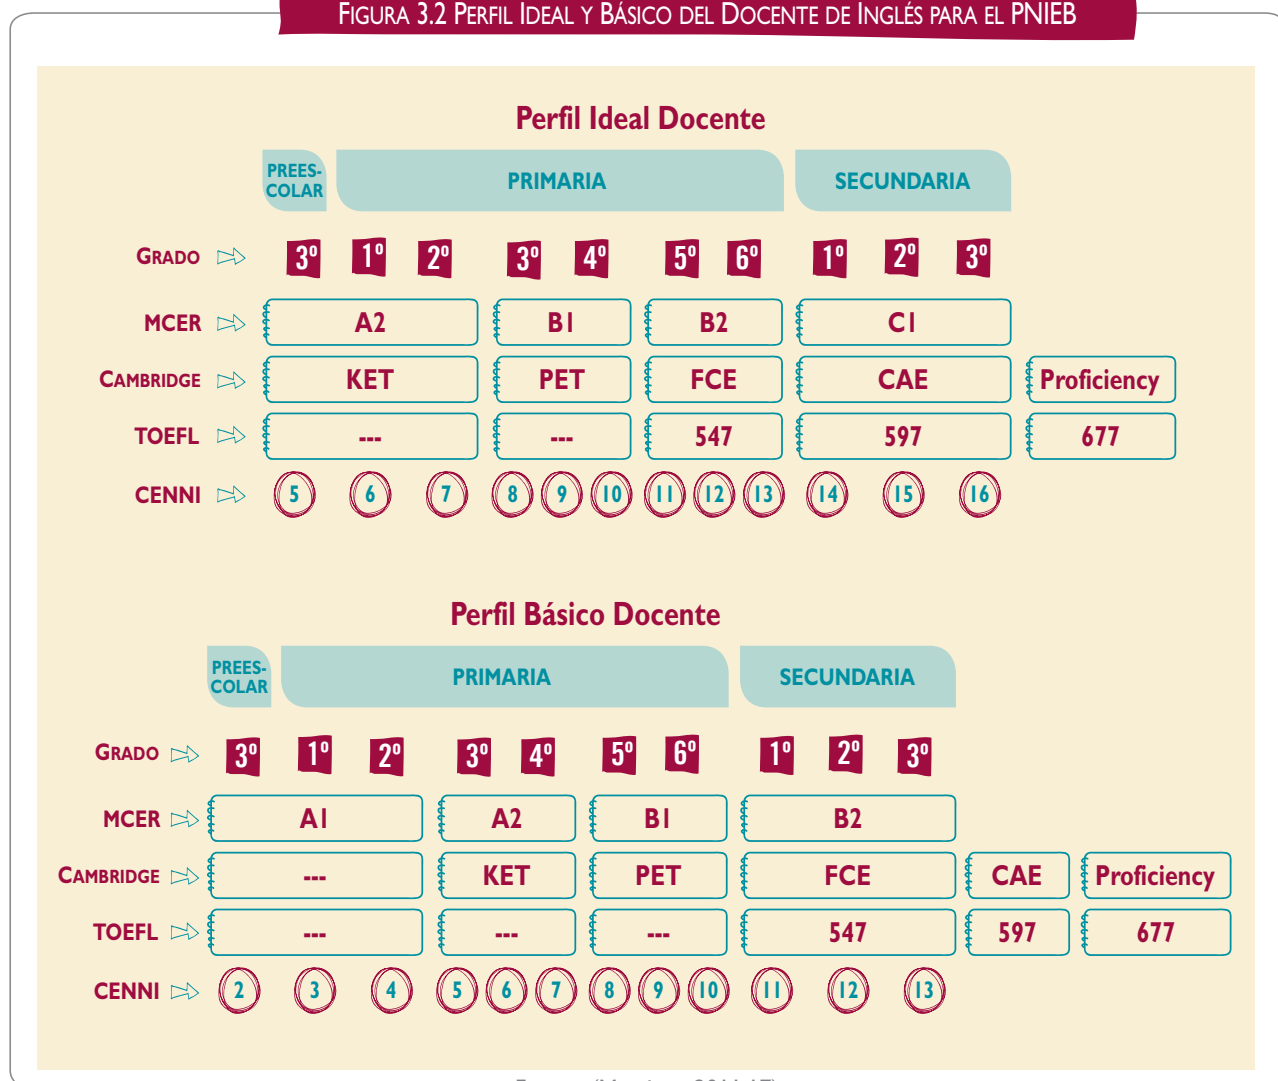 FIGURA 3.2 PERFIL IDEAL Y BÁSICO DEL DOCENTE DE INGLÉS PARA EL PNIEB
Perfil Ideal Docente
PREES-
COLAR
PRIMARIA
SECUNDARIA
GRADO 3º 1º 2º 3º 4º 5º 6º 1º 2º 3º
MCER A2 B1 B2 C1
CAMBRIDGE KET PET FCE CAE Proficiency
TOEFL --- --- 547 597 677
CENNI 5 6 7 8 9 10 11 12 13 14 15 16
Perfil Básico Docente
PREES-
COLAR
PRIMARIA
SECUNDARIA
GRADO 3º 1º 2º 3º 4º 5º 6º 1º 2º 3º
MCER A1 A2 B1 B2
CAMBRIDGE --- KET PET FCE CAE Proficiency
TOEFL --- --- --- 547 597 677
CENNI 2 3 4 5 6 7 8 9 10 11 12 13